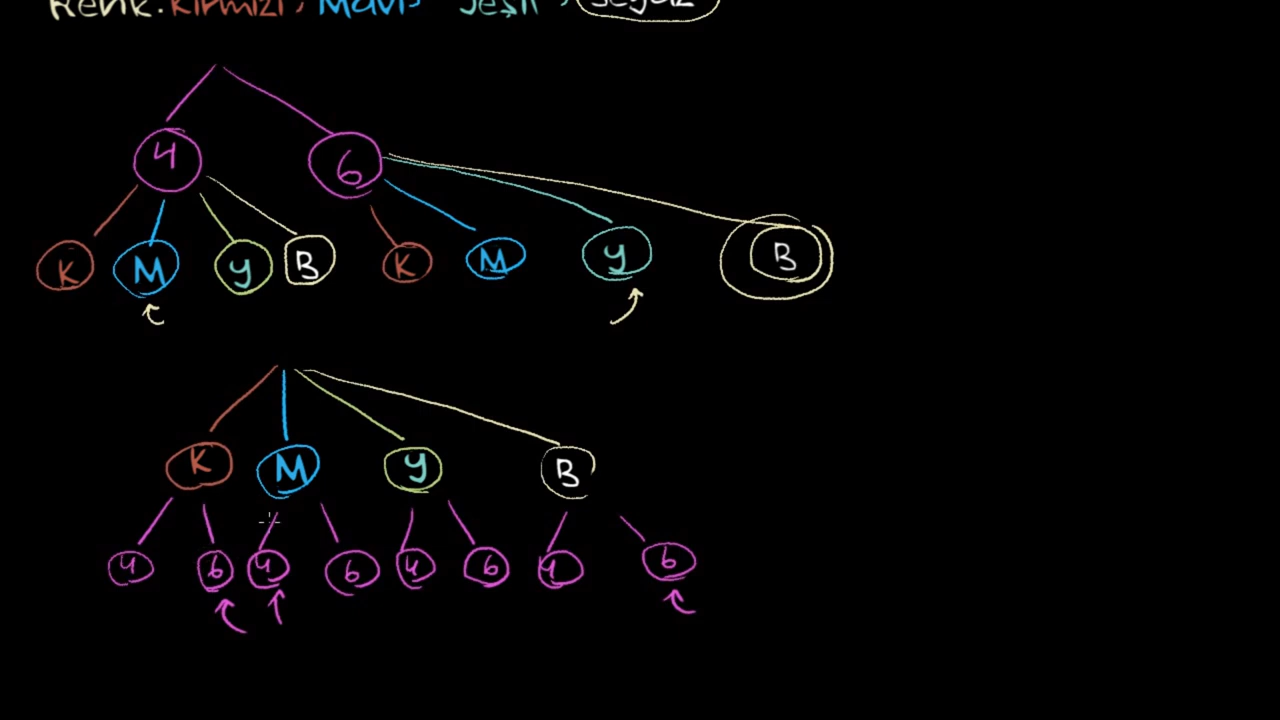 Renk: Kırmızı, Mavi, Yeşil, Beyaz
4 6
K M Y B K M Y B
K M Y B
4 6 4 6 4 6 4 6